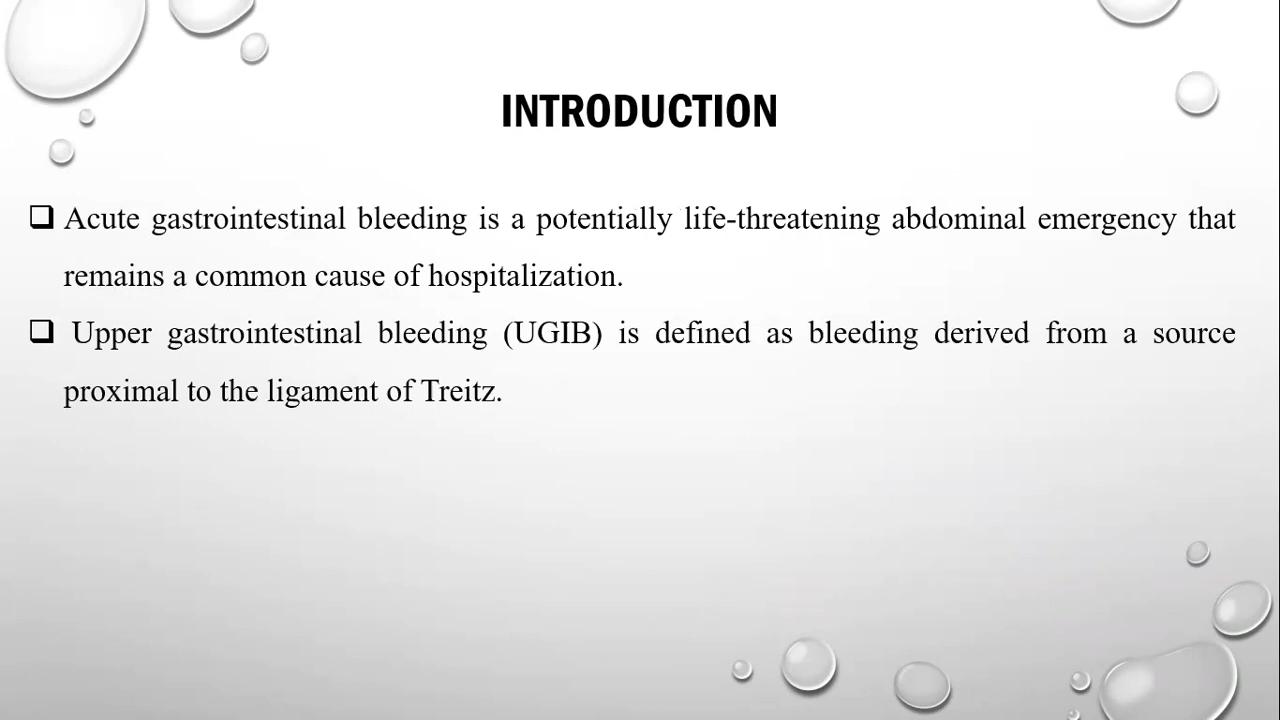 INTRODUCTION
❑ Acute gastrointestinal bleeding is a potentially life-threatening abdominal emergency that
remains a common cause of hospitalization.
❑ Upper gastrointestinal bleeding (UGIB) is defined as bleeding derived from a source
proximal to the ligament of Treitz.